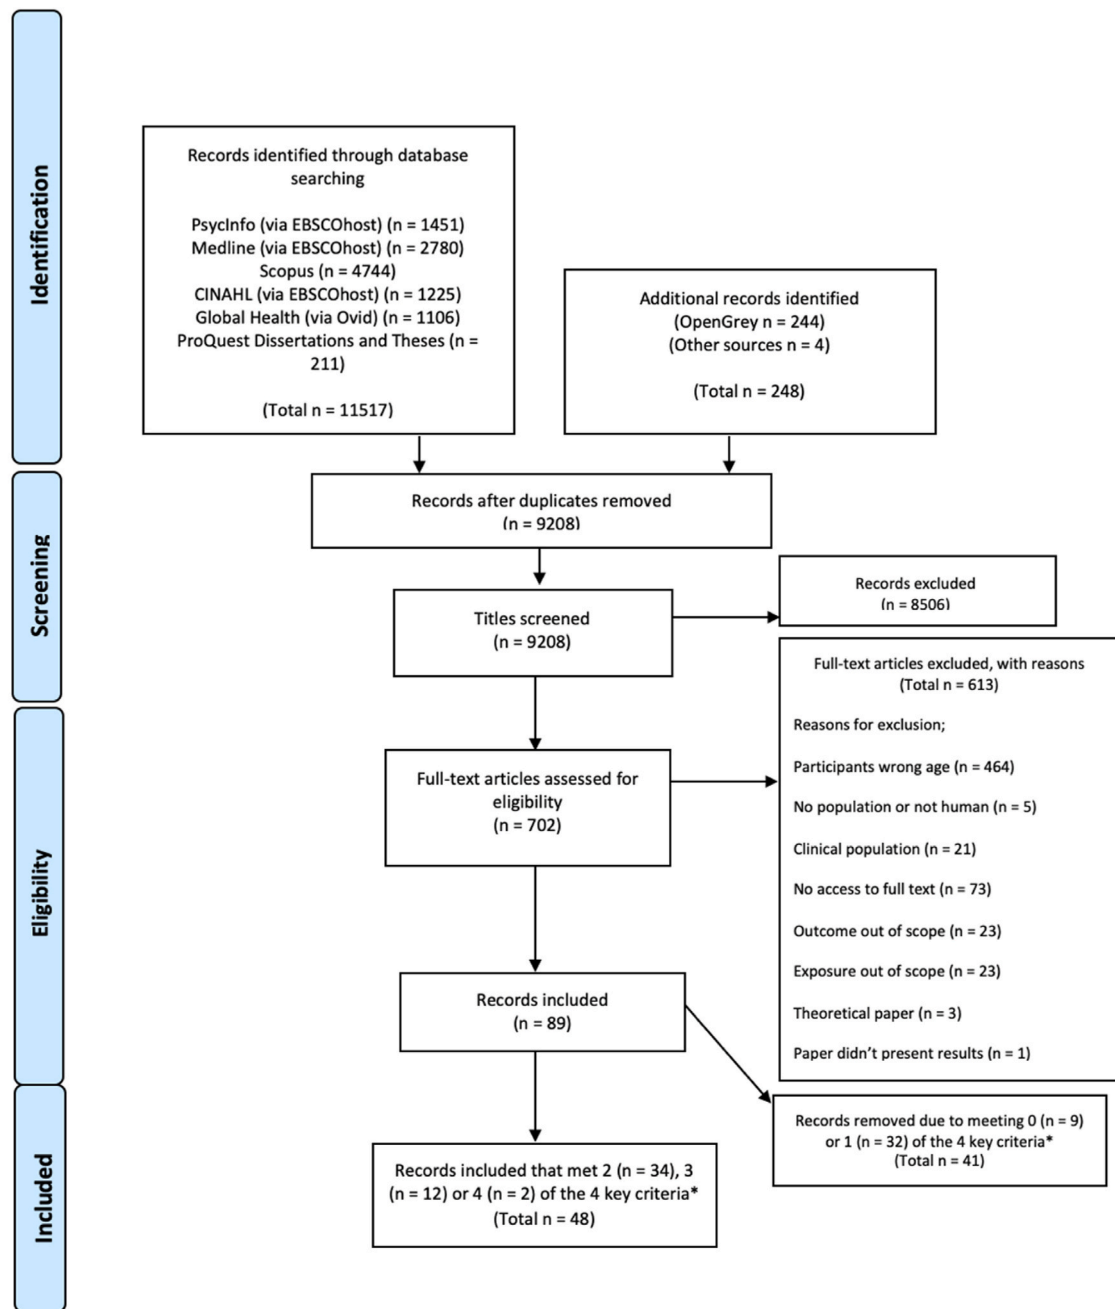 Identification
Records identified through database
searching
PsycInfo (via EBSCOhost) (n = 1451)
Medline (via EBSCOhost) (n = 2780)
Scopus (n = 4744)
CINAHL (via EBSCOhost) (n = 1225)
Global Health (via Ovid) (n = 1106)
ProQuest Dissertations and Theses (n =
211)
(Total n = 11517)
Additional records identified
(OpenGrey n = 244)
(Other sources n = 4)
(Total n = 248)
Screening
Records after duplicates removed
(n = 9208)
Titles screened
(n = 9208)
Records excluded
(n = 8506)
Eligibility
Full-text articles assessed for
eligibility
(n = 702)
Full-text articles excluded, with reasons
(Total n = 613)
Reasons for exclusion;
Participants wrong age (n = 464)
No population or not human (n = 5)
Clinical population (n = 21)
No access to full text (n = 73)
Outcome out of scope (n = 23)
Exposure out of scope (n = 23)
Theoretical paper (n = 3)
Paper didn't present results (n = 1)
Records included
(n = 89)
Records removed due to meeting 0 (n = 9)
or 1 (n = 32) of the 4 key criteria*
(Total n = 41)
Included
Records included that met 2 (n = 34), 3
(n = 12) or 4 (n = 2) of the 4 key criteria*
(Total n = 48)